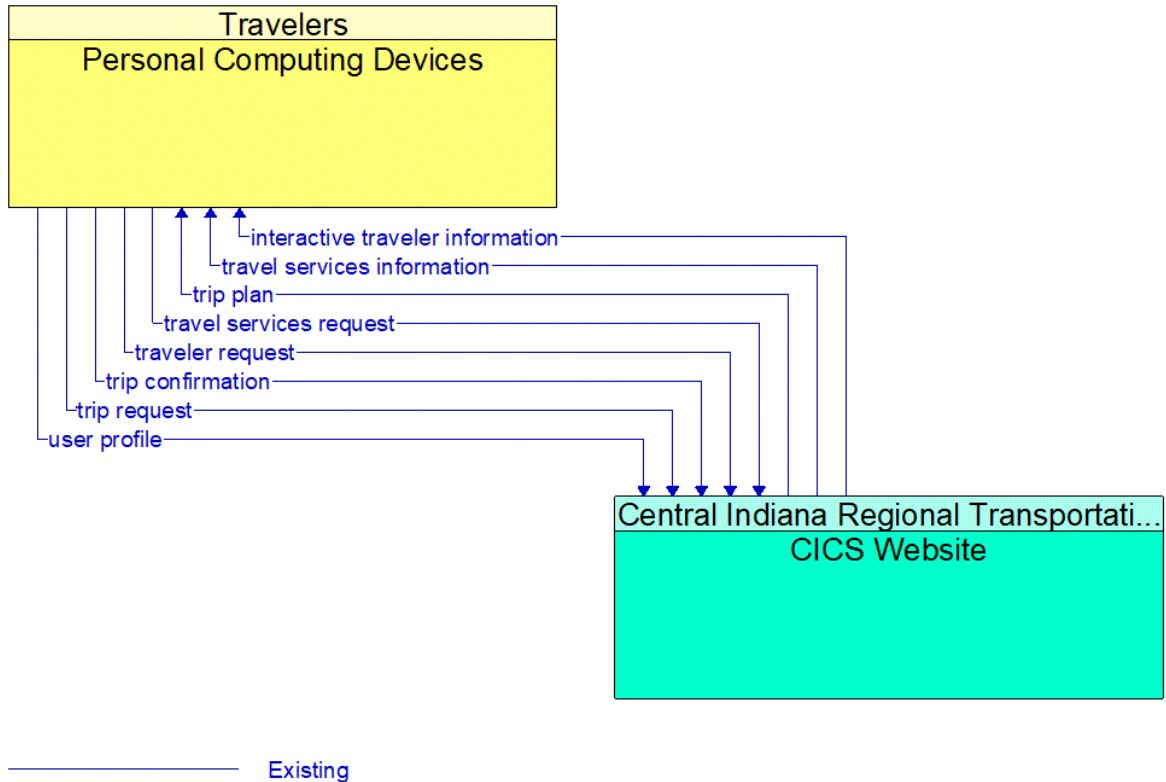 Travelers
Personal Computing Devices
interactive traveler information
travel services information
trip plan
travel services request
traveler request
trip confirmation
trip request
user profile
Central Indiana Regional Transportati...
CICS Website
Existing